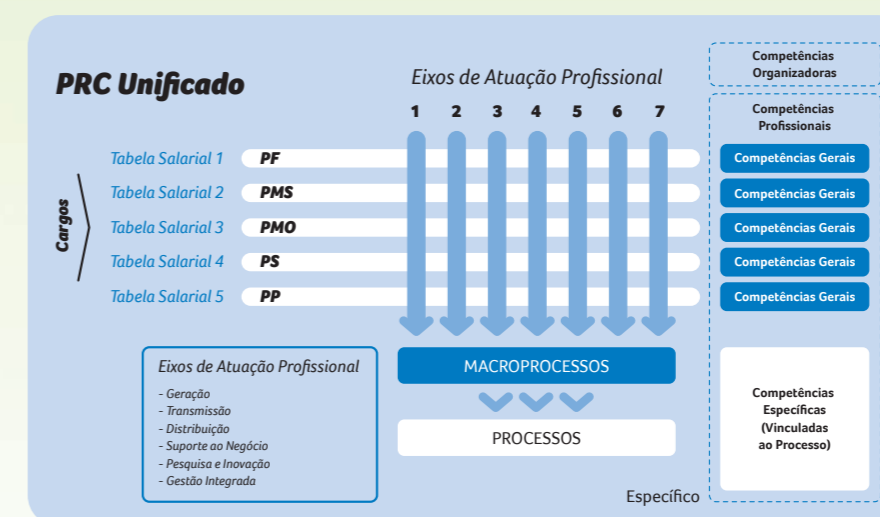 PRC Unificado
Eixos de Atuação Profissional
1 2 3 4 5 6 7
Competências
Organizadoras
Competências
Profissionais
Cargos
Tabela Salarial 1 PF Competências Gerais
Tabela Salarial 2 PMS Competências Gerais
Tabela Salarial 3 PMO Competências Gerais
Tabela Salarial 4 PS Competências Gerais
Tabela Salarial 5 PP Competências Gerais
Eixos de Atuação Profissional
- Geração
- Transmissão
- Distribuição
- Suporte ao Negócio
- Pesquisa e Inovação
- Gestão Integrada
MACROPROCESSOS
PROCESSOS
Competências
Específicas
(Vinculadas
ao Processo)
Específico